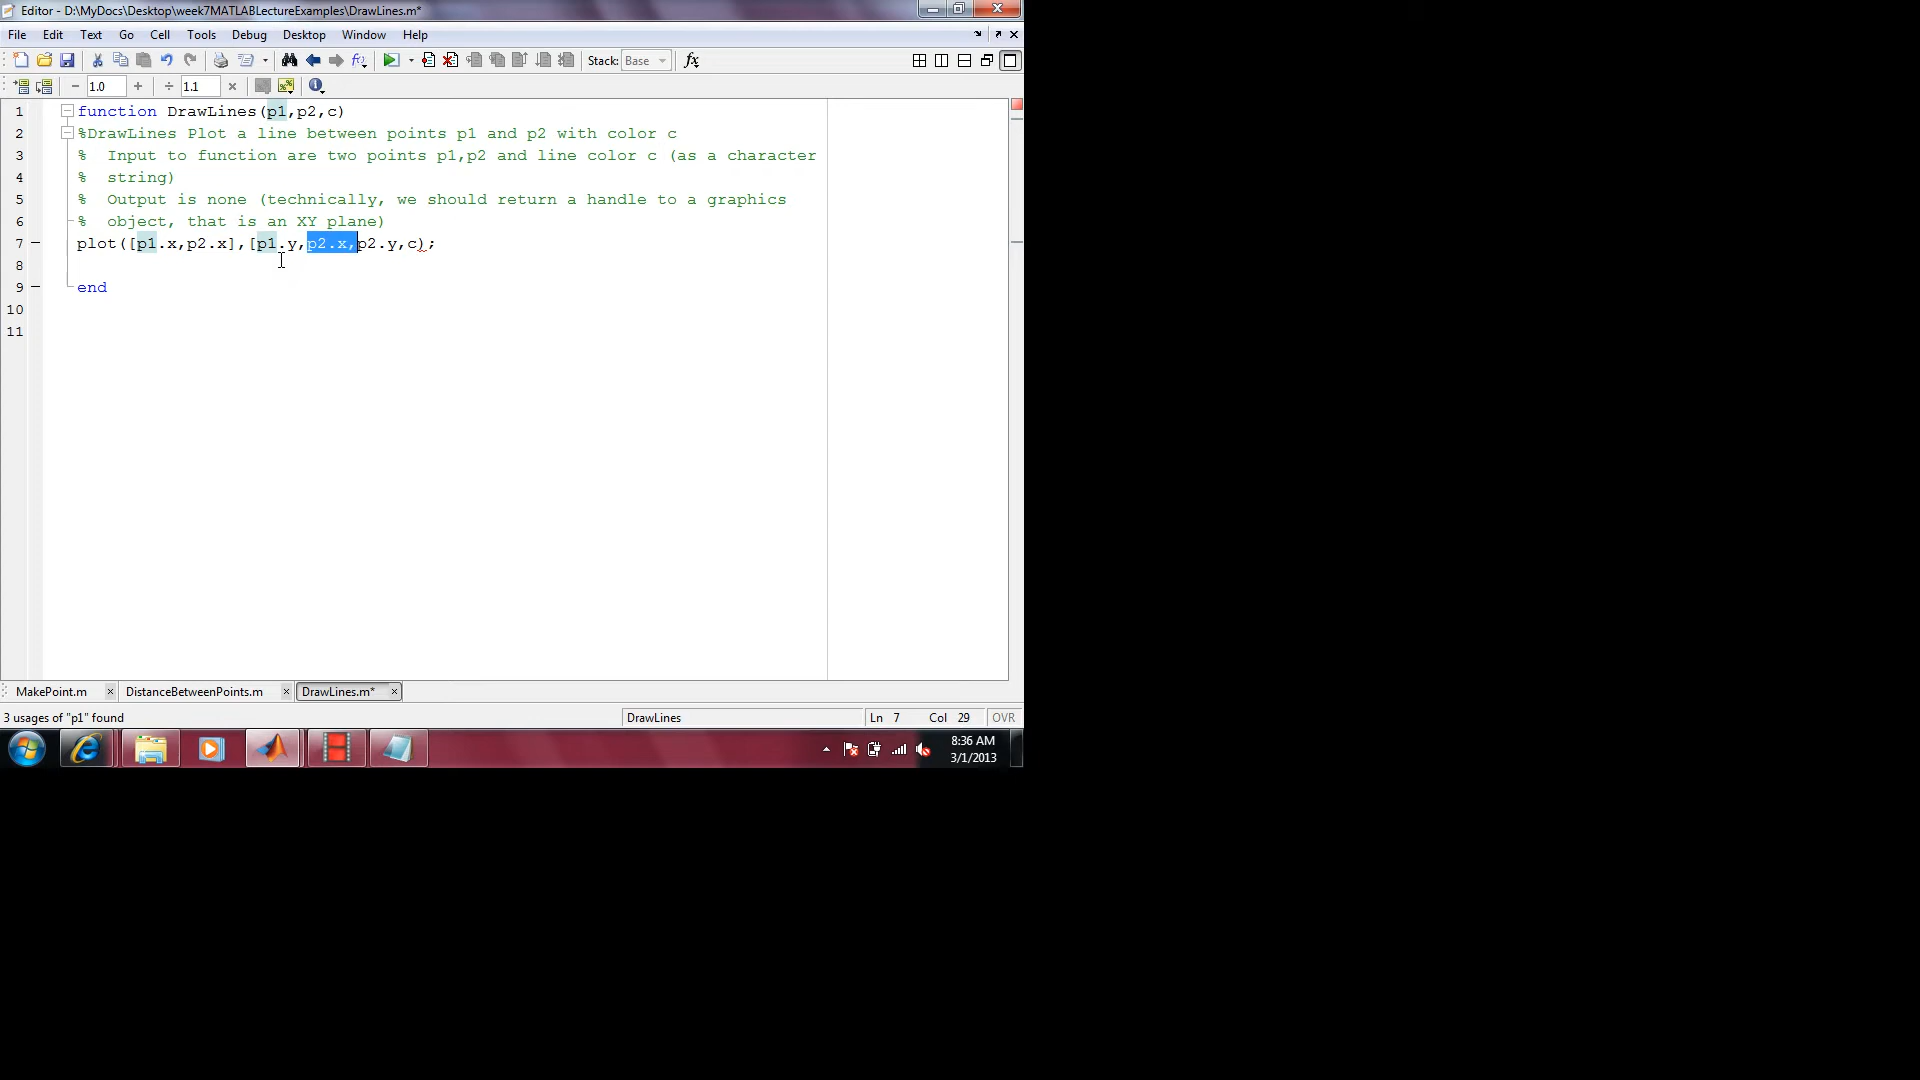 Editor - D:\MyDocs\Desktop\week7MATLABLectureExamples\DrawLines.m*
File Edit Text Go Cell Tools Debug Desktop Window Help
Stack: Base fx
− 1.0 + ÷ 1.1 ×
1 function DrawLines(p1,p2,c)
2 %DrawLines Plot a line between points p1 and p2 with color c
3 %  Input to function are two points p1,p2 and line color c (as a character
4 %  string)
5 %  Output is none (technically, we should return a handle to a graphics
6 %  object, that is an XY plane)
7 — plot([p1.x,p2.x],[p1.y,p2.x,p2.y,c);
8
9 — end
10
11
MakePoint.m × DistanceBetweenPoints.m × DrawLines.m* ×
3 usages of "p1" found DrawLines Ln 7 Col 29 OVR
8:36 AM
3/1/2013